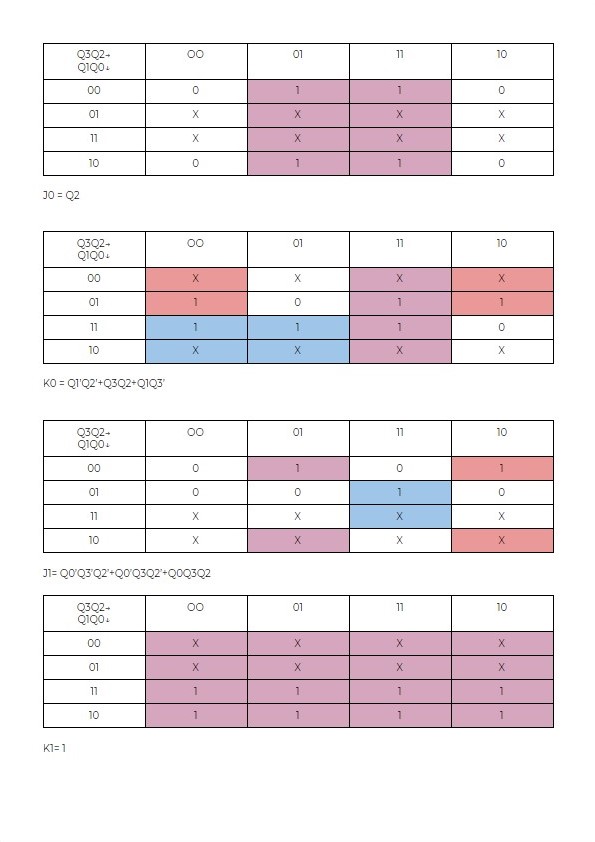 Q3Q2→ OO 01 11 10
Q1Q0↓
00 0 1 1 0
01 X X X X
11 X X X X
10 0 1 1 0
J0 = Q2
Q3Q2→ OO 01 11 10
Q1Q0↓
00 X X X X
01 1 0 1 1
11 1 1 1 0
10 X X X X
K0 = Q1'Q2'+Q3Q2+Q1Q3'
Q3Q2→ OO 01 11 10
Q1Q0↓
00 0 1 0 1
01 0 0 1 0
11 X X X X
10 X X X X
J1= Q0'Q3'Q2'+Q0'Q3Q2'+Q0Q3Q2
Q3Q2→ OO 01 11 10
Q1Q0↓
00 X X X X
01 X X X X
11 1 1 1 1
10 1 1 1 1
K1= 1